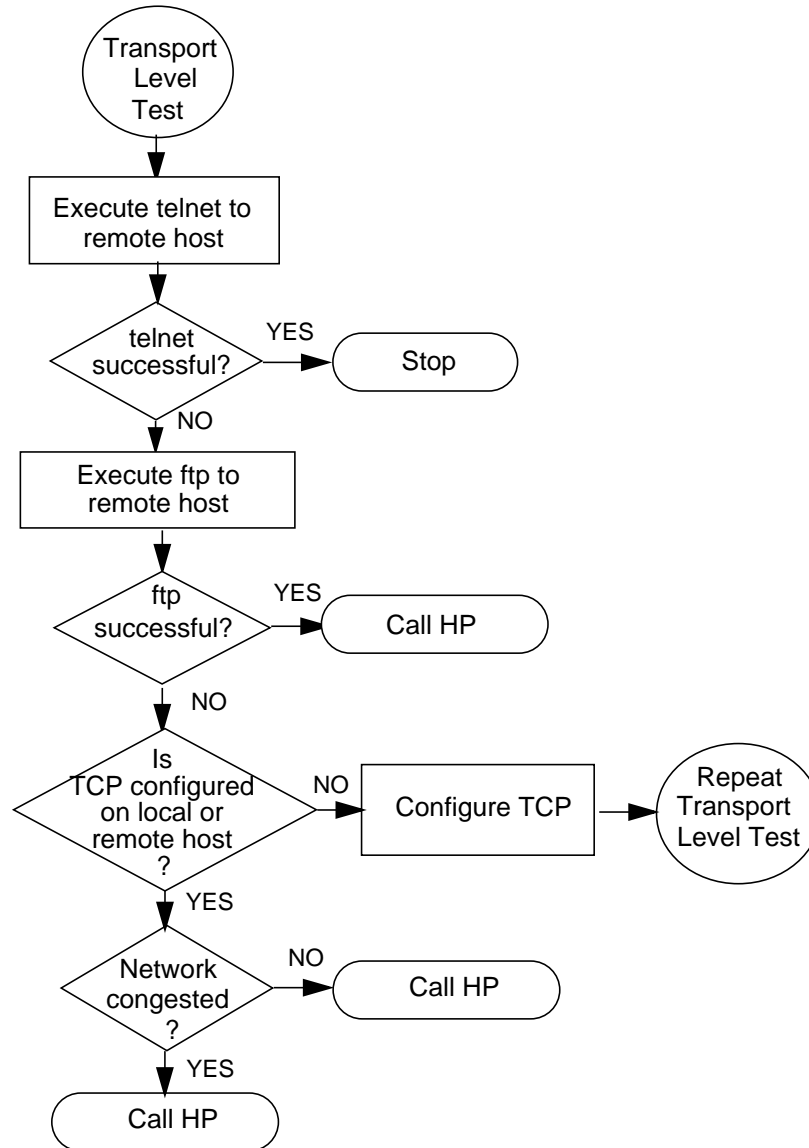 Transport
Level
Test
Execute telnet to
remote host
telnet
successful?
YES
Stop
NO
Execute ftp to
remote host
ftp
successful?
YES
Call HP
NO
Is
TCP configured
on local or
remote host
?
NO
Configure TCP
Repeat
Transport
Level Test
YES
Network
congested
?
NO
Call HP
YES
Call HP